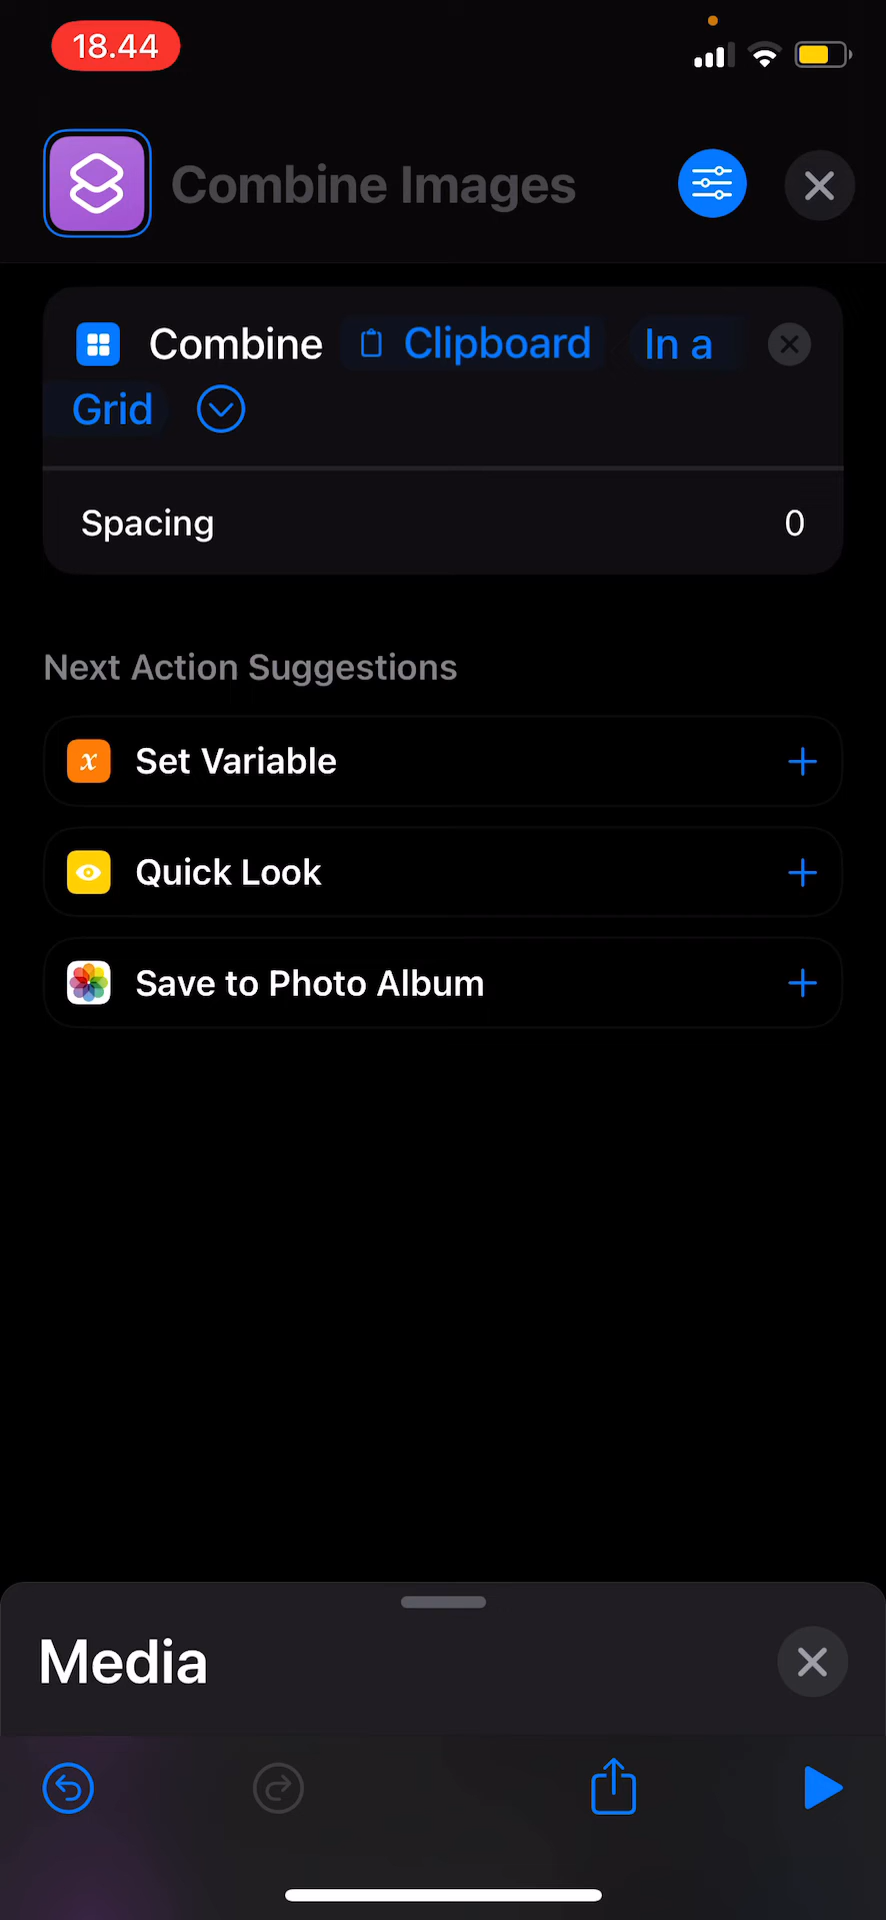 18.44
Combine Images
Combine Clipboard In a
Grid
Spacing 0
Next Action Suggestions
x Set Variable
Quick Look
Save to Photo Album
Media